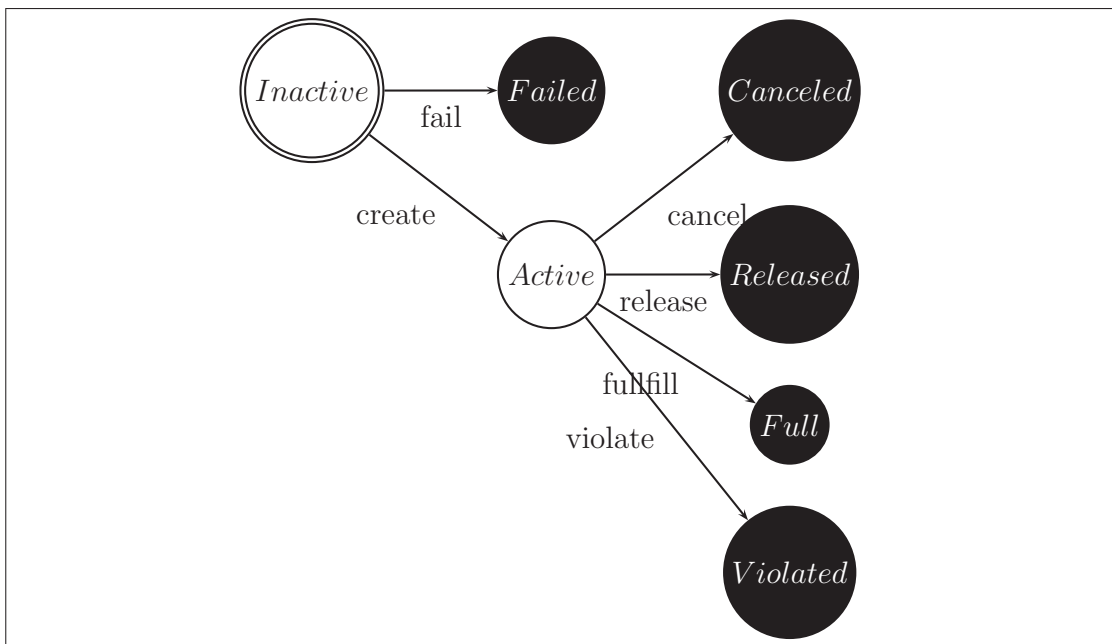 Inactive
Failed
Canceled
fail
create
cancel
Active
Released
release
fullfill
Full
violate
Violated